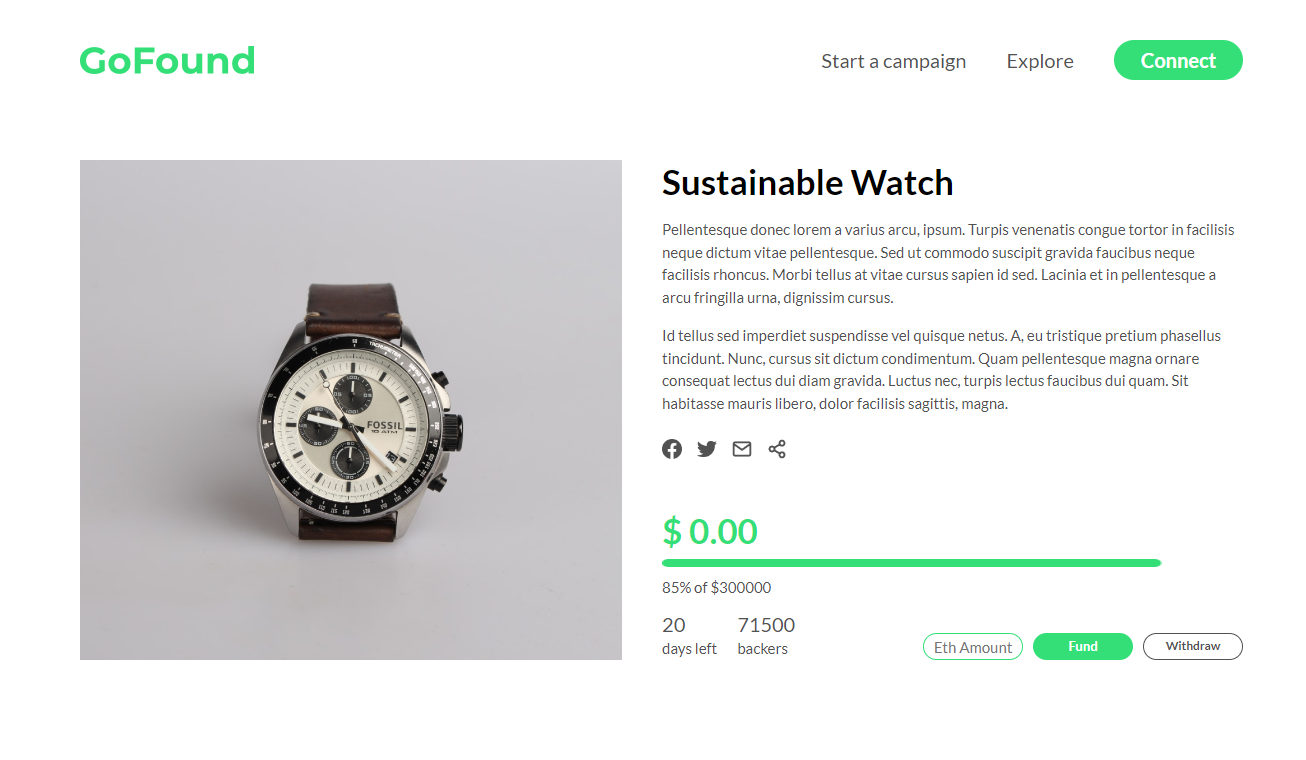 GoFound
Start a campaign
Explore
Connect
Sustainable Watch
Pellentesque donec lorem a varius arcu, ipsum. Turpis venenatis congue tortor in facilisis
neque dictum vitae pellentesque. Sed ut commodo suscipit gravida faucibus neque
facilisis rhoncus. Morbi tellus at vitae cursus sapien id sed. Lacinia et in pellentesque a
arcu fringilla urna, dignissim cursus.
Id tellus sed imperdiet suspendisse vel quisque netus. A, eu tristique pretium phasellus
tincidunt. Nunc, cursus sit dictum condimentum. Quam pellentesque magna ornare
consequat lectus dui diam gravida. Luctus nec, turpis lectus faucibus dui quam. Sit
habitasse mauris libero, dolor facilisis sagittis, magna.
FOSSIL
10 ATM
$ 0.00
85% of $300000
20
days left
71500
backers
Eth Amount
Fund
Withdraw